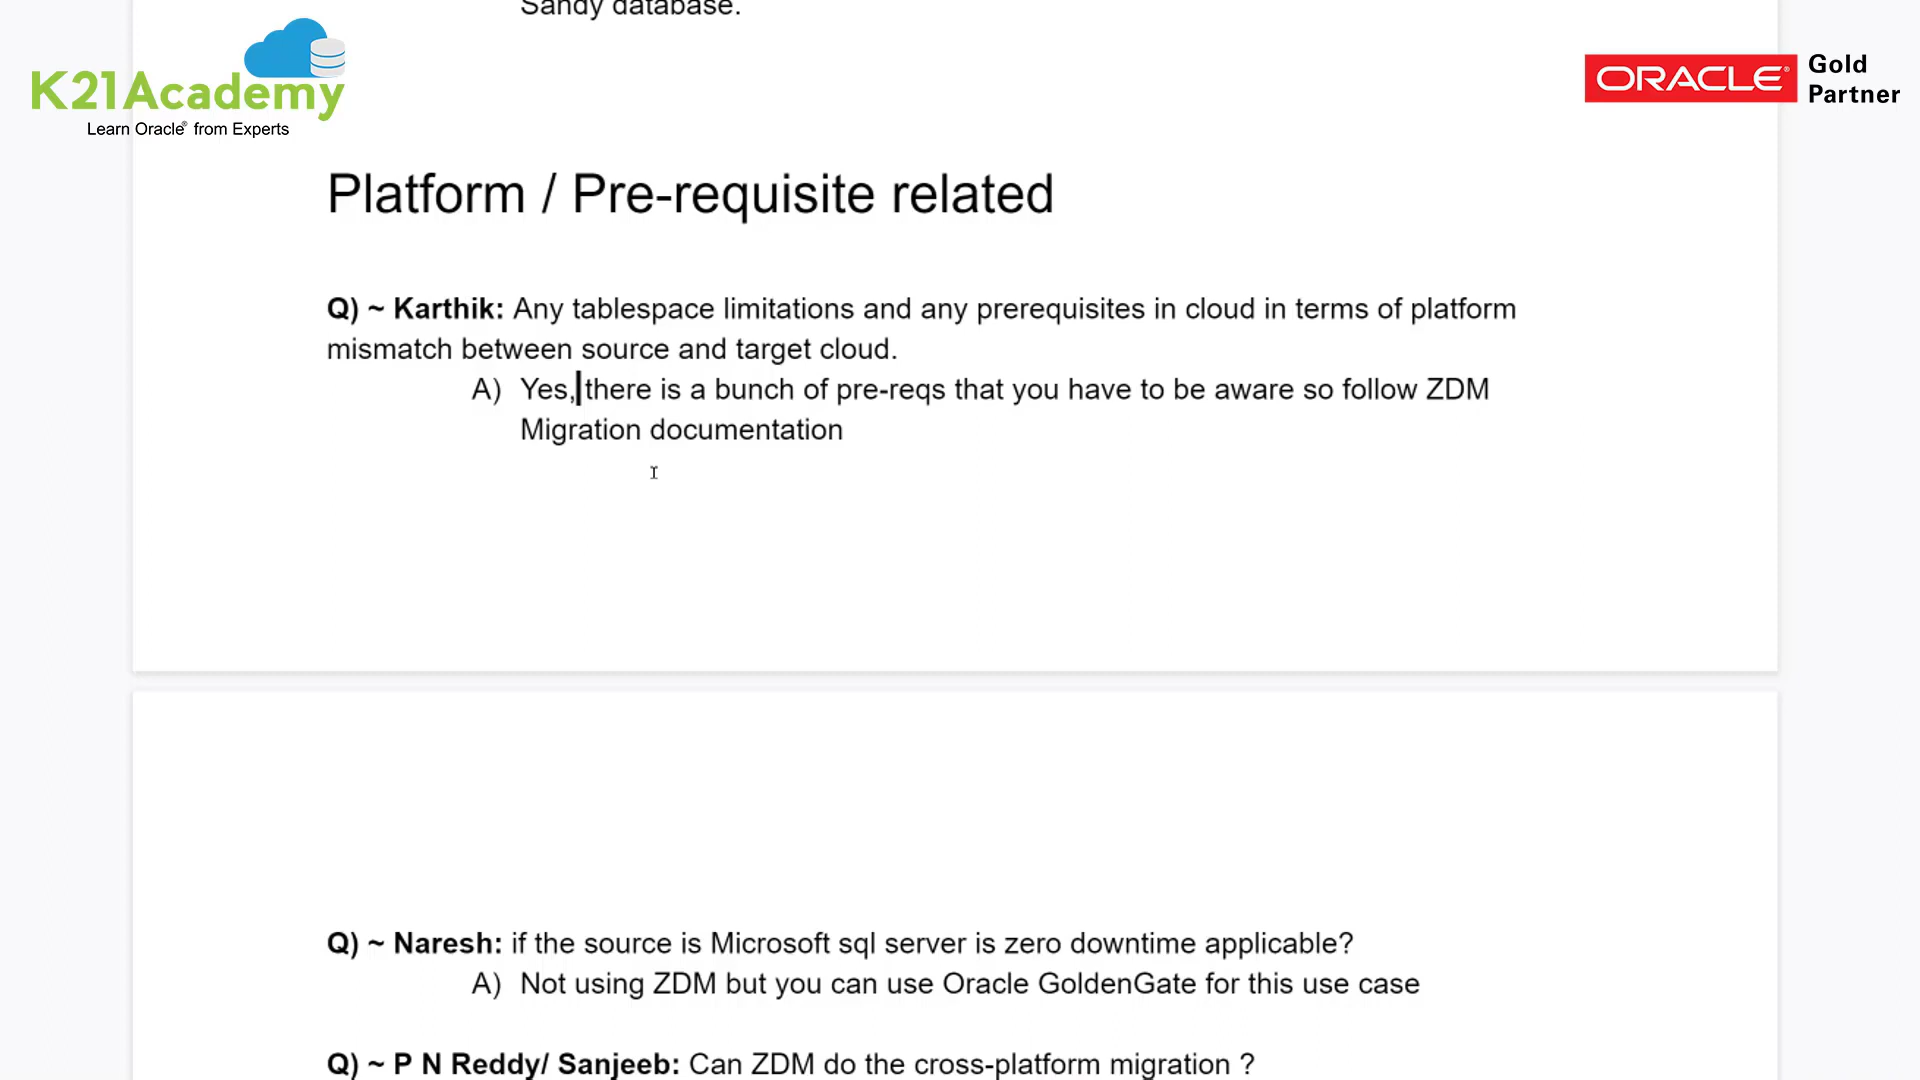 Sandy database.
K21Academy
Learn Oracle® from Experts
ORACLE®
Gold
Partner
Platform / Pre-requisite related
Q) ~ Karthik: Any tablespace limitations and any prerequisites in cloud in terms of platform
mismatch between source and target cloud.
A) Yes, there is a bunch of pre-reqs that you have to be aware so follow ZDM
Migration documentation
Q) ~ Naresh: if the source is Microsoft sql server is zero downtime applicable?
A) Not using ZDM but you can use Oracle GoldenGate for this use case
Q) ~ P N Reddy/ Sanjeeb: Can ZDM do the cross-platform migration ?